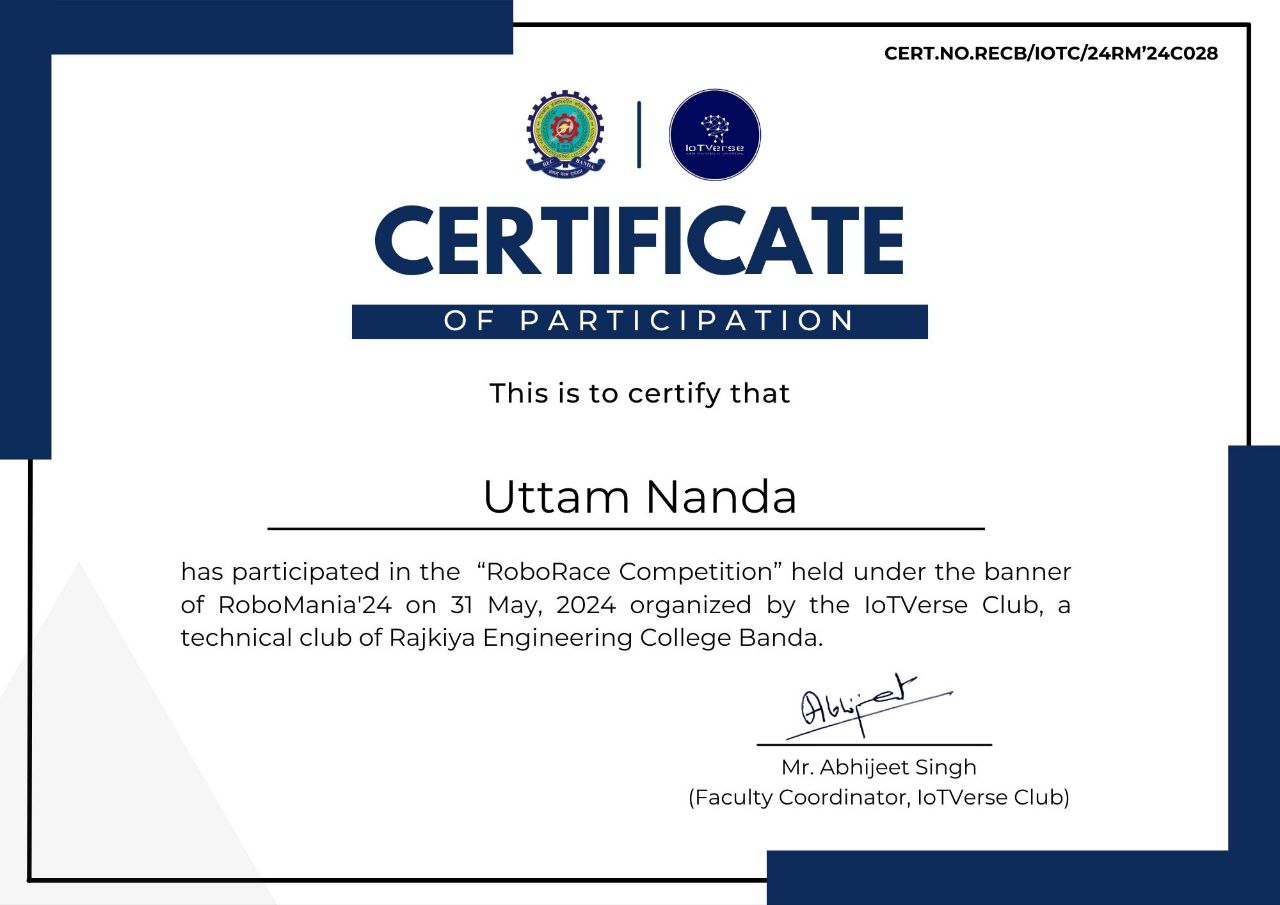 CERT.NO.RECB/IOTC/24RM’24C028
REC BANDA
IoTVerse
CERTIFICATE
OF PARTICIPATION
This is to certify that
Uttam Nanda
has participated in the “RoboRace Competition” held under the banner
of RoboMania'24 on 31 May, 2024 organized by the IoTVerse Club, a
technical club of Rajkiya Engineering College Banda.
Abhijeet
Mr. Abhijeet Singh
(Faculty Coordinator, IoTVerse Club)